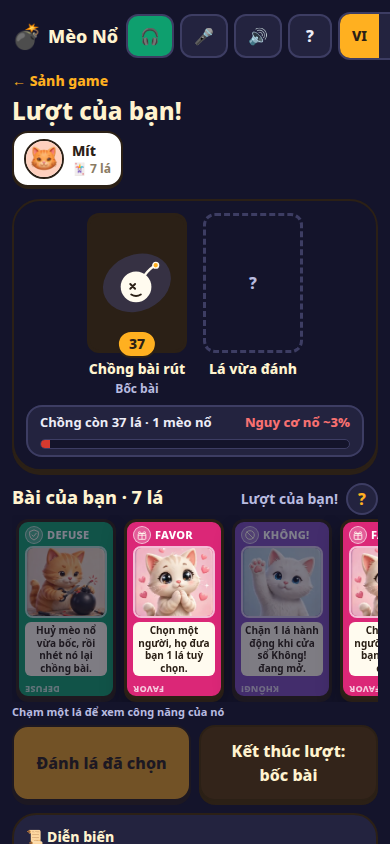 Mèo Nổ
?
VI
← Sảnh game
Lượt của bạn!
Mít
7 lá
37
?
Chồng bài rút
Lá vừa đánh
Bốc bài
Chồng còn 37 lá · 1 mèo nổ
Nguy cơ nổ ~3%
Bài của bạn · 7 lá
Lượt của bạn!
?
DEFUSE
Huỷ mèo nổ
vừa bốc, rồi
nhét nó lại
chồng bài.
DEFUSE
FAVOR
Chọn một
người, họ đưa
bạn 1 lá tuỳ
chọn.
FAVOR
KHÔNG!
Chặn 1 lá hành
động khi cửa
sổ Không!
đang mở.
KHÔNG!
Chạm một lá để xem công năng của nó
Đánh lá đã chọn
Kết thúc lượt:
bốc bài
Diễn biến